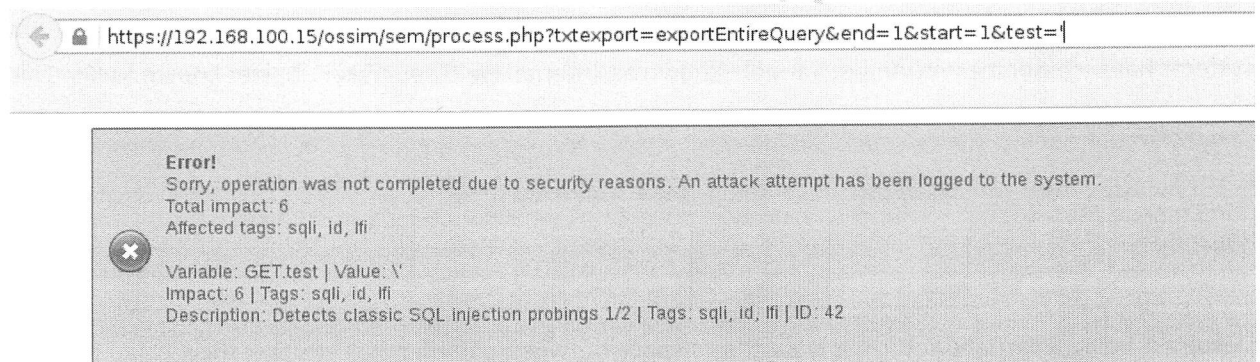 https://192.168.100.15/ossim/sem/process.php?txtexport=exportEntireQuery&end=1&start=1&test='
Error!
Sorry, operation was not completed due to security reasons. An attack attempt has been logged to the system.
Total impact: 6
Affected tags: sqli, id, lfi
Variable: GET.test | Value: \'
Impact: 6 | Tags: sqli, id, lfi
Description: Detects classic SQL injection probings 1/2 | Tags: sqli, id, lfi | ID: 42